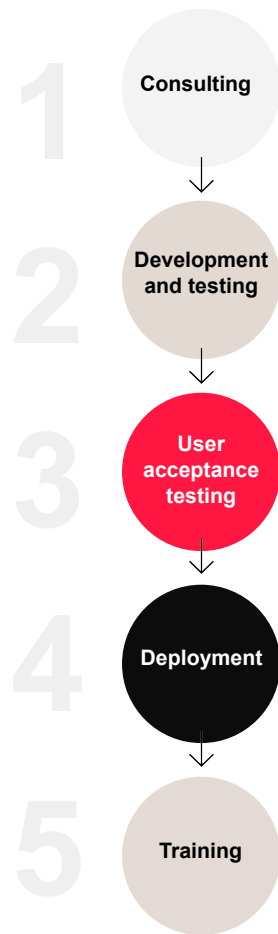 1
Consulting
2
Development
and testing
3
User
acceptance
testing
4
Deployment
5
Training